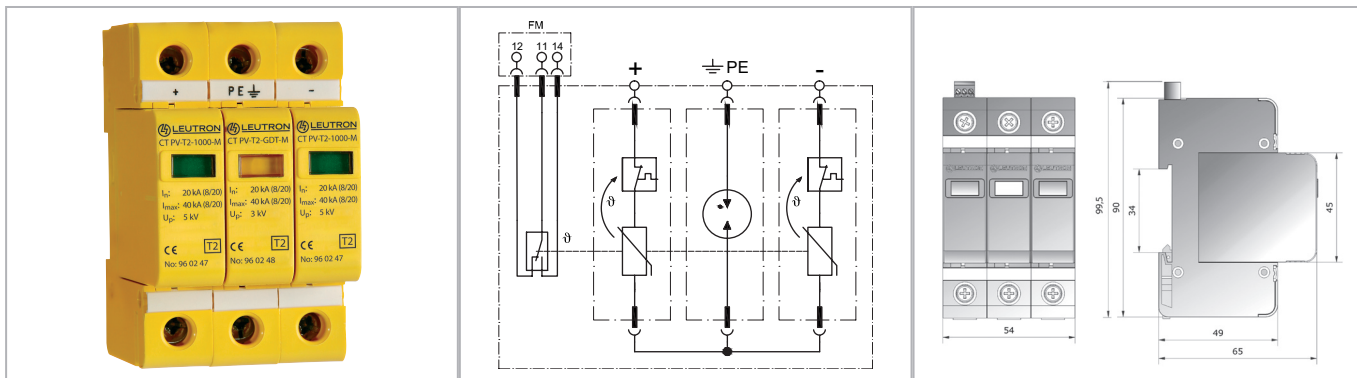 + PE ⏚ -
LEUTRON LEUTRON LEUTRON
CT PV-T2-1000-M CT PV-T2-GDT-M CT PV-T2-1000-M
In: 20 kA (8/20) In: 20 kA (8/20) In: 20 kA (8/20)
Imax: 40 kA (8/20) Imax: 40 kA (8/20) Imax: 40 kA (8/20)
Up: 5 kV Up: 3 kV Up: 5 kV
CE T2 CE T2 CE T2
No: 96 02 47 No: 96 02 48 No: 96 02 47
FM
12 11 14
+ ⏚ PE -
ϑ ϑ ϑ
LEUTRON LEUTRON LEUTRON
54
99,5
90
34
45
49
65